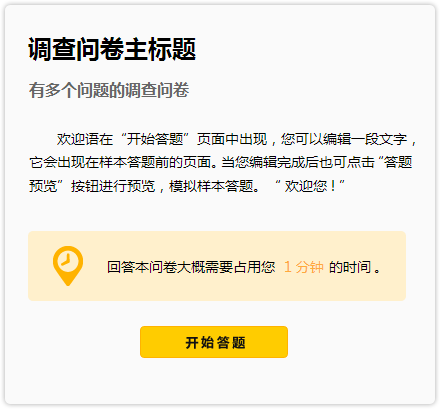 调查问卷主标题
有多个问题的调查问卷
欢迎语在“开始答题”页面中出现，您可以编辑一段文字，
它会出现在样本答题前的页面。当您编辑完成后也可点击“答题
预览”按钮进行预览，模拟样本答题。“ 欢迎您！”
回答本问卷大概需要占用您 1 分钟 的时间 。
开始答题